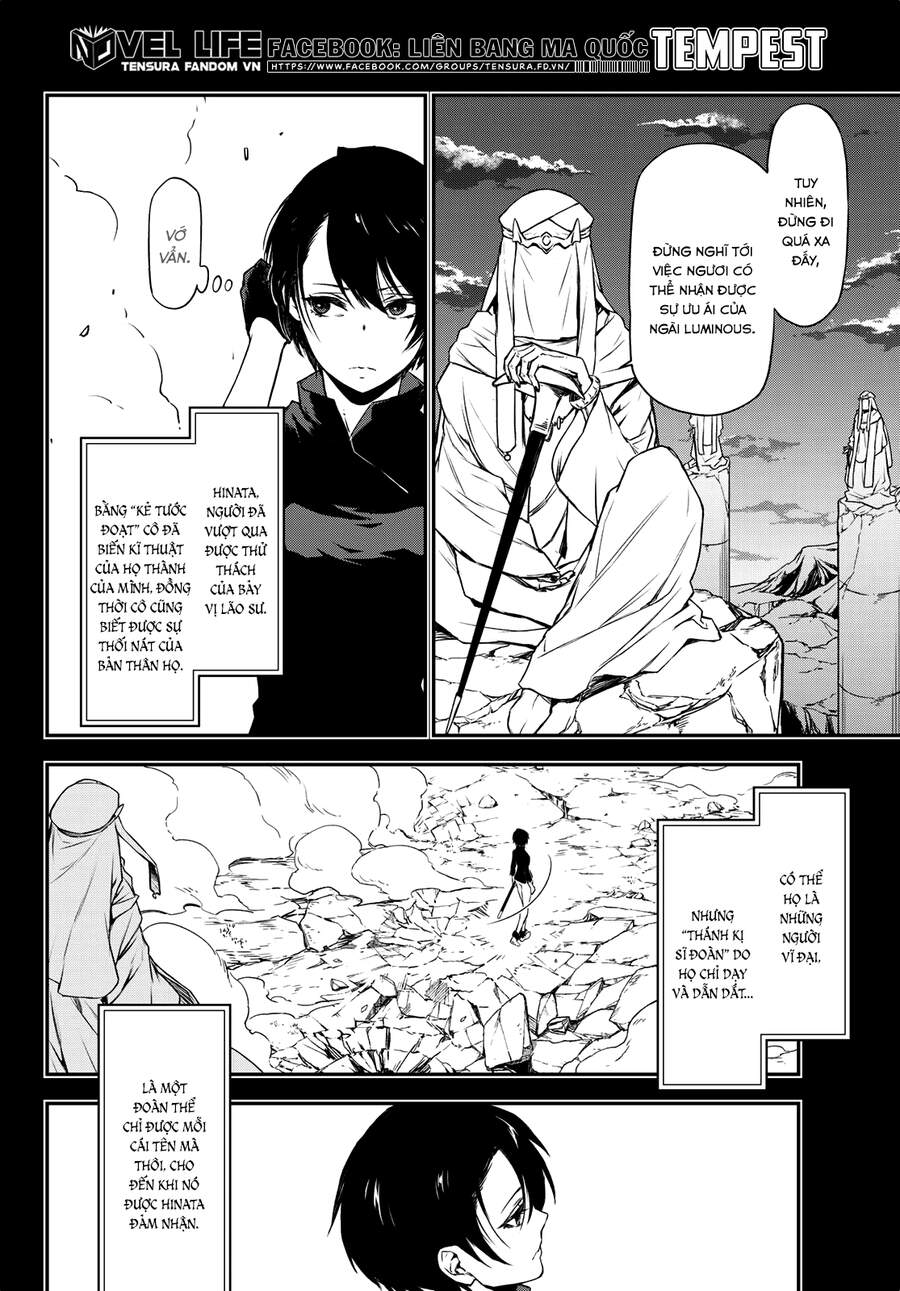 NOVEL LIFE
TENSURA FANDOM VN
FACEBOOK: LIÊN BANG MA QUỐC
HTTPS://WWW.FACEBOOK.COM/GROUPS/TENSURA.FD.VN/
TEMPEST
TUY
NHIÊN,
ĐỪNG ĐI
QUÁ XA
ĐẤY,
ĐỪNG NGHĨ TỚI
VIỆC NGƯƠI CÓ
THỂ NHẬN ĐƯỢC
SỰ ƯU ÁI CỦA
NGÀI LUMINOUS.
VỚ
VẨN.
HINATA,
NGƯỜI ĐÃ
VƯỢT QUA
ĐƯỢC THỬ
THÁCH
CỦA BẢY
VỊ LÃO SƯ.
BẰNG “KẺ TƯỚC
ĐOẠT” CÔ ĐÃ
BIẾN KĨ THUẬT
CỦA HỌ THÀNH
CỦA MÌNH, ĐỒNG
THỜI CÔ CŨNG
BIẾT ĐƯỢC SỰ
THỐI NÁT CỦA
BẢN THÂN HỌ.
CÓ THỂ
HỌ LÀ
NHỮNG
NGƯỜI
VĨ ĐẠI,
NHƯNG
“THÁNH KỊ
SĨ ĐOÀN” DO
HỌ CHỈ DẠY
VÀ DẪN DẮT...
LÀ MỘT
ĐOÀN THỂ
CHỈ ĐƯỢC MỖI
CÁI TÊN MÀ
THÔI, CHO
ĐẾN KHI NÓ
ĐƯỢC HINATA
ĐẢM NHẬN.